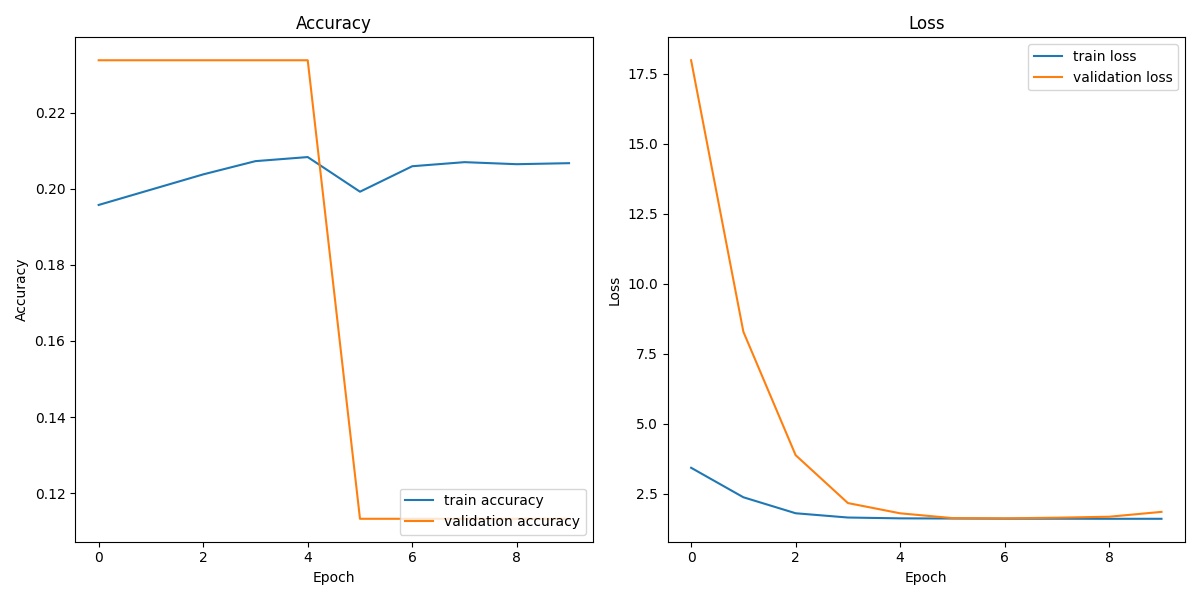 Accuracy
0.22
0.20
0.18
0.16
0.14
0.12
Accuracy
0
2
4
6
8
Epoch
train accuracy
validation accuracy
Loss
17.5
15.0
12.5
10.0
7.5
5.0
2.5
Loss
0
2
4
6
8
Epoch
train loss
validation loss